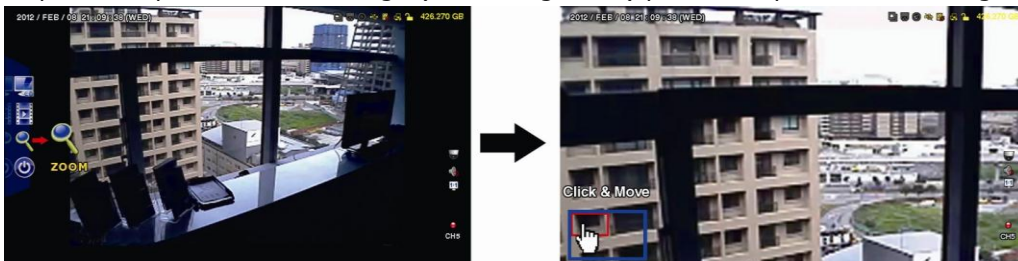 2012 / FEB / 08 21 : 09 : 38 (WED)
426.270 GB
ZOOM
CH5
2012 / FEB / 08 21 : 09 : 38 (WED)
Click & Move
CH5